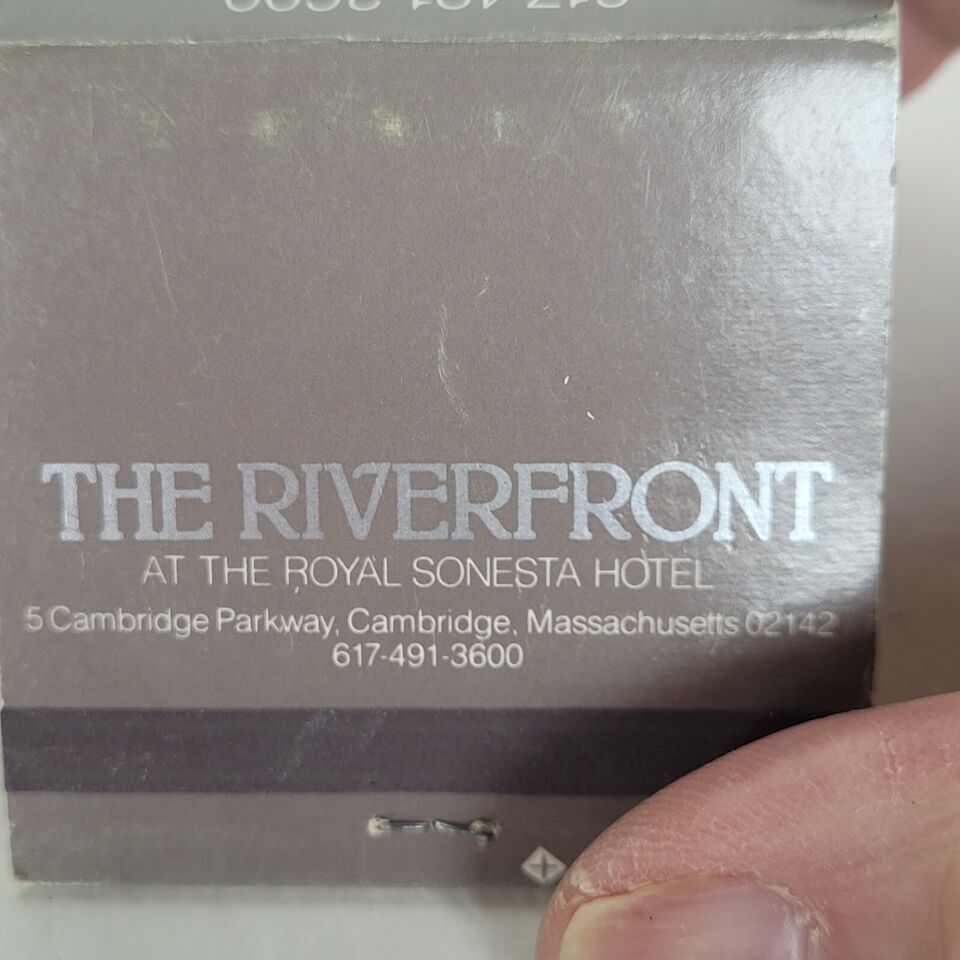 THE RIVERFRONT
AT THE ROYAL SONESTA HOTEL
5 Cambridge Parkway, Cambridge, Massachusetts 02142
617-491-3600